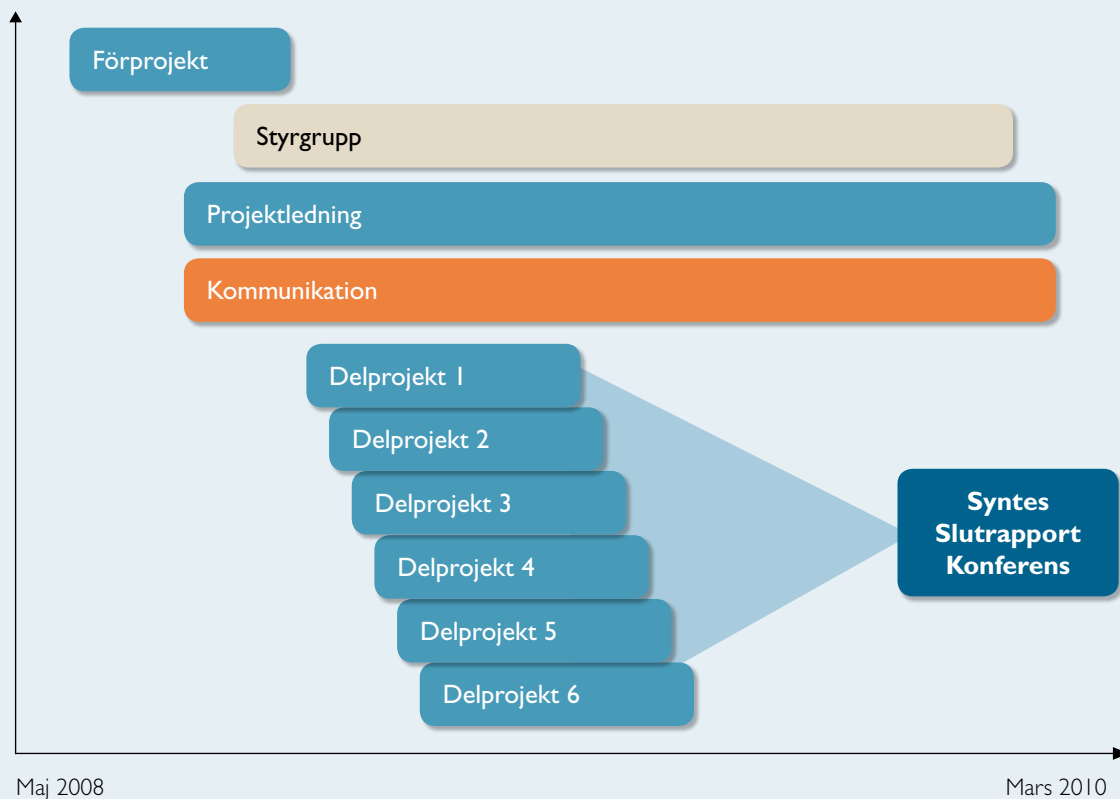 Förprojekt
Styrgrupp
Projektledning
Kommunikation
Delprojekt 1
Delprojekt 2
Delprojekt 3
Delprojekt 4
Delprojekt 5
Delprojekt 6
Syntes
Slutrapport
Konferens
Maj 2008
Mars 2010